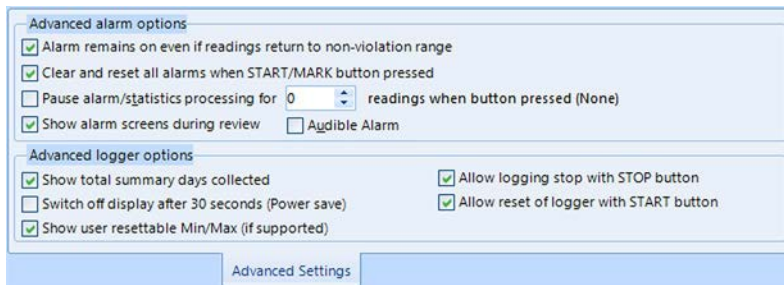 Advanced alarm options
Alarm remains on even if readings return to non-violation range
Clear and reset all alarms when START/MARK button pressed
Pause alarm/statistics processing for 0 readings when button pressed (None)
Show alarm screens during review Audible Alarm
Advanced logger options
Show total summary days collected Allow logging stop with STOP button
Switch off display after 30 seconds (Power save) Allow reset of logger with START button
Show user resettable Min/Max (if supported)
Advanced Settings